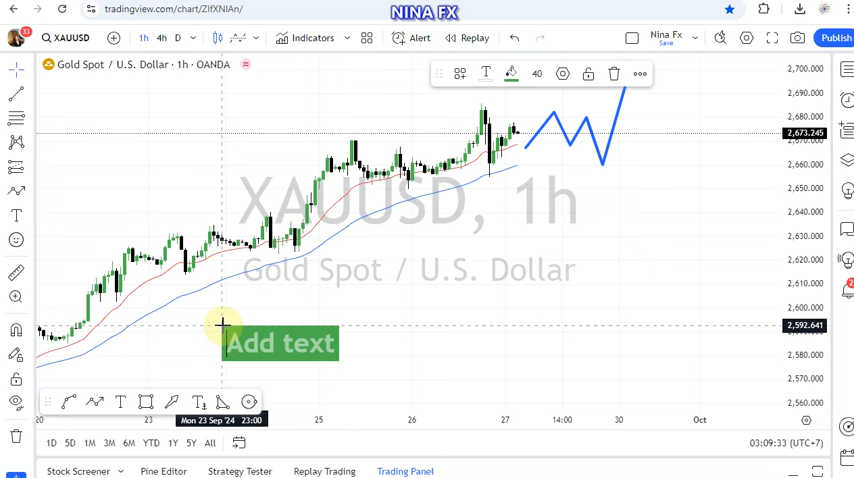 tradingview.com/chart/ZIfXNIAn/
NINA FX
33
XAUUSD
1h 4h D
Indicators
Alert
Replay
Nina Fx
Save
Publish
Gold Spot / U.S. Dollar · 1h · OANDA
40
2,700.000
2,690.000
2,680.000
2,673.245
2,670.000
2,660.000
2,650.000
2,640.000
2,630.000
2,620.000
2,610.000
2,600.000
2,592.641
2,580.000
2,570.000
2,560.000
XAUUSD, 1h
Gold Spot / U.S. Dollar
Add text
20 23 Mon 23 Sep '24 23:00 25 26 27 14:00 30 Oct
1D 5D 1M 3M 6M YTD 1Y 5Y All
03:09:33 (UTC+7)
Stock Screener Pine Editor Strategy Tester Replay Trading Trading Panel